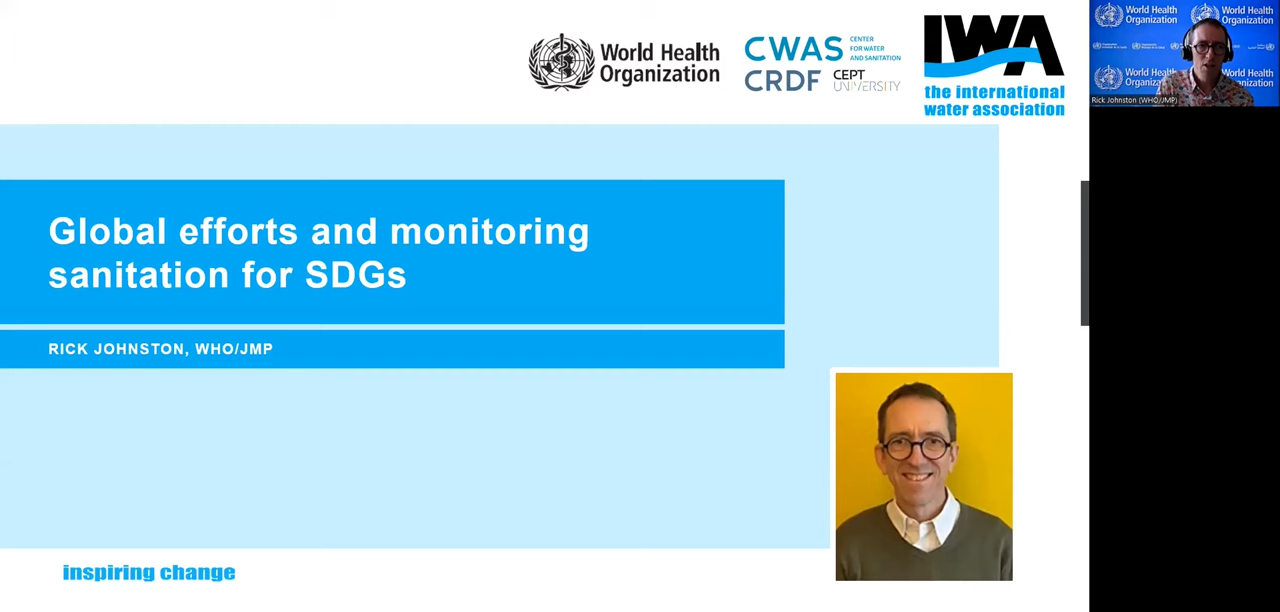 World Health
Organization
CWAS
CENTER
FOR WATER
AND SANITATION
CRDF
CEPT
UNIVERSITY
IWA
the international
water association
Global efforts and monitoring
sanitation for SDGs
RICK JOHNSTON, WHO/JMP
inspiring change
World Health
Organization
World Health
Organization
World Health
Organization
World Health
Organization
Rick Johnston (WHO/JMP)